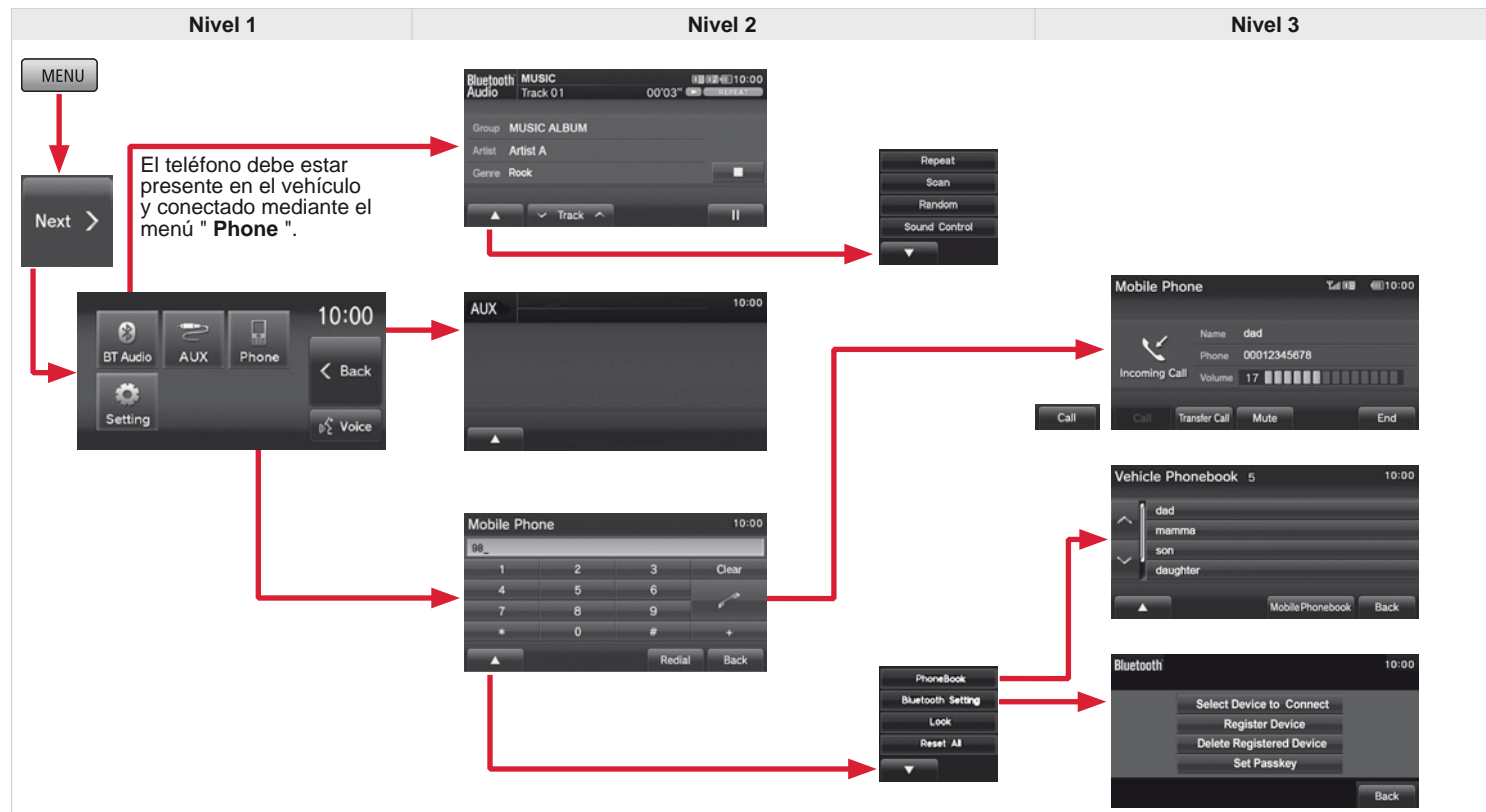 Nivel 1
Nivel 2
Nivel 3
MENU
Next
El teléfono debe estar
presente en el vehículo
y conectado mediante el
menú " Phone ".
10:00
BT Audio
AUX
Phone
Back
Setting
Voice
Bluetooth Audio
MUSIC
10:00
Track 01
00'03"
REPEAT
Group MUSIC ALBUM
Artist Artist A
Genre Rock
Track
Repeat
Scan
Random
Sound Control
AUX
10:00
Mobile Phone
10:00
98_
1 2 3 Clear
4 5 6
7 8 9
* 0 # +
Redial Back
PhoneBook
Bluetooth Setting
Lock
Reset All
Mobile Phone
10:00
Name dad
Phone 00012345678
Incoming Call
Volume 17
Call
Call Transfer Call Mute End
Vehicle Phonebook 5
10:00
dad
mamma
son
daughter
Mobile Phonebook Back
Bluetooth
10:00
Select Device to Connect
Register Device
Delete Registered Device
Set Passkey
Back